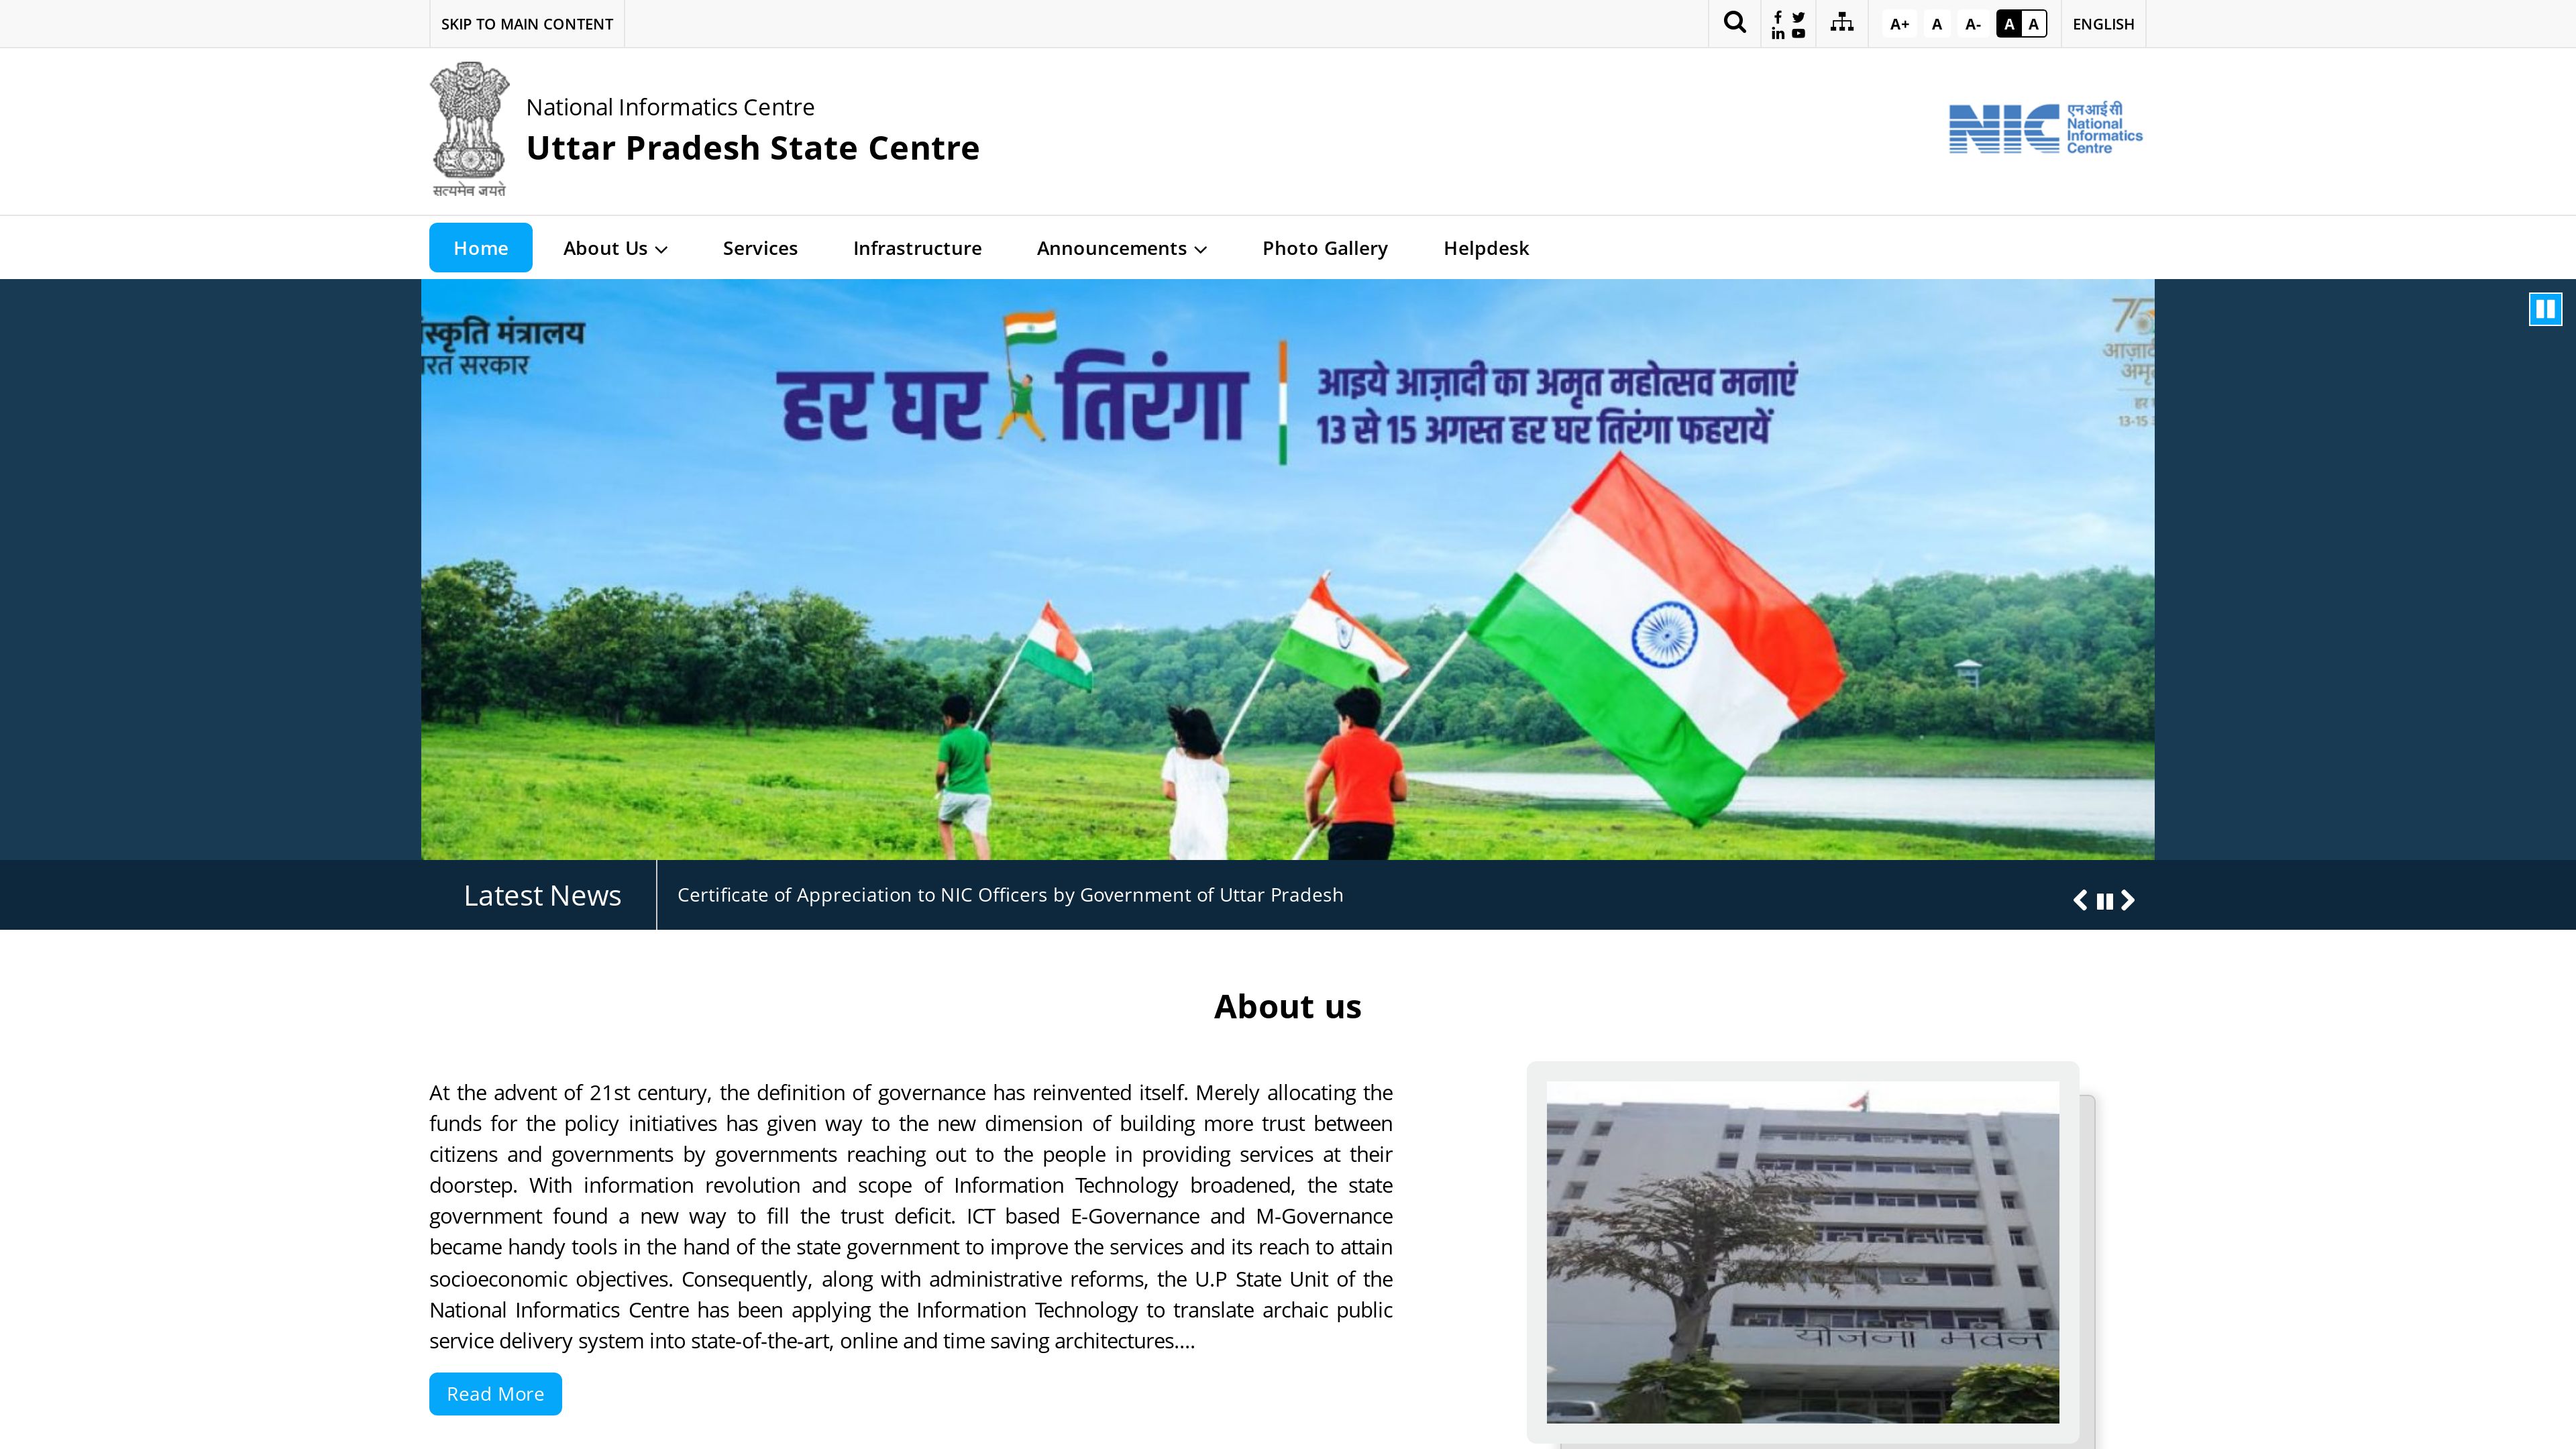 SKIP TO MAIN CONTENT
A+ A A- A A ENGLISH
सत्यमेव जयते
National Informatics Centre
Uttar Pradesh State Centre
NIC
एनआईसी
National
Informatics
Centre
Home About Us Services Infrastructure Announcements Photo Gallery Helpdesk
मंत्रालय
सरकार
हर घर तिरंगा
आइये आज़ादी का अमृत महोत्सव मनाएं
13 से 15 अगस्त हर घर तिरंगा फहरायें
75
13-15
Latest News
Certificate of Appreciation to NIC Officers by Government of Uttar Pradesh
About us
At the advent of 21st century, the definition of governance has reinvented itself. Merely allocating the
funds for the policy initiatives has given way to the new dimension of building more trust between
citizens and governments by governments reaching out to the people in providing services at their
doorstep. With information revolution and scope of Information Technology broadened, the state
government found a new way to fill the trust deficit. ICT based E-Governance and M-Governance
became handy tools in the hand of the state government to improve the services and its reach to attain
socioeconomic objectives. Consequently, along with administrative reforms, the U.P State Unit of the
National Informatics Centre has been applying the Information Technology to translate archaic public
service delivery system into state-of-the-art, online and time saving architectures....
योजना भवन
Read More